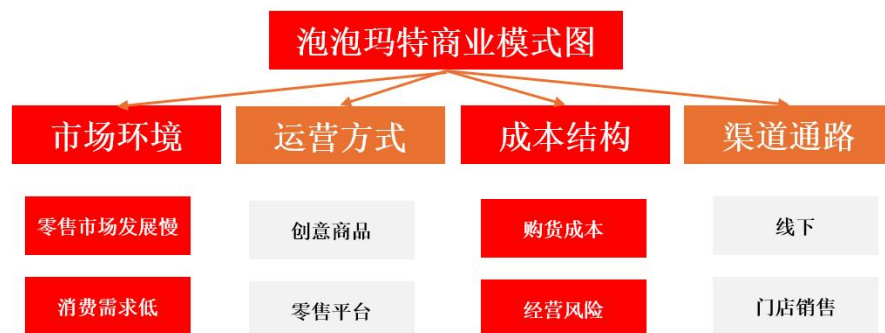 泡泡玛特商业模式图
市场环境
运营方式
成本结构
渠道通路
零售市场发展慢
创意商品
购货成本
线下
消费需求低
零售平台
经营风险
门店销售